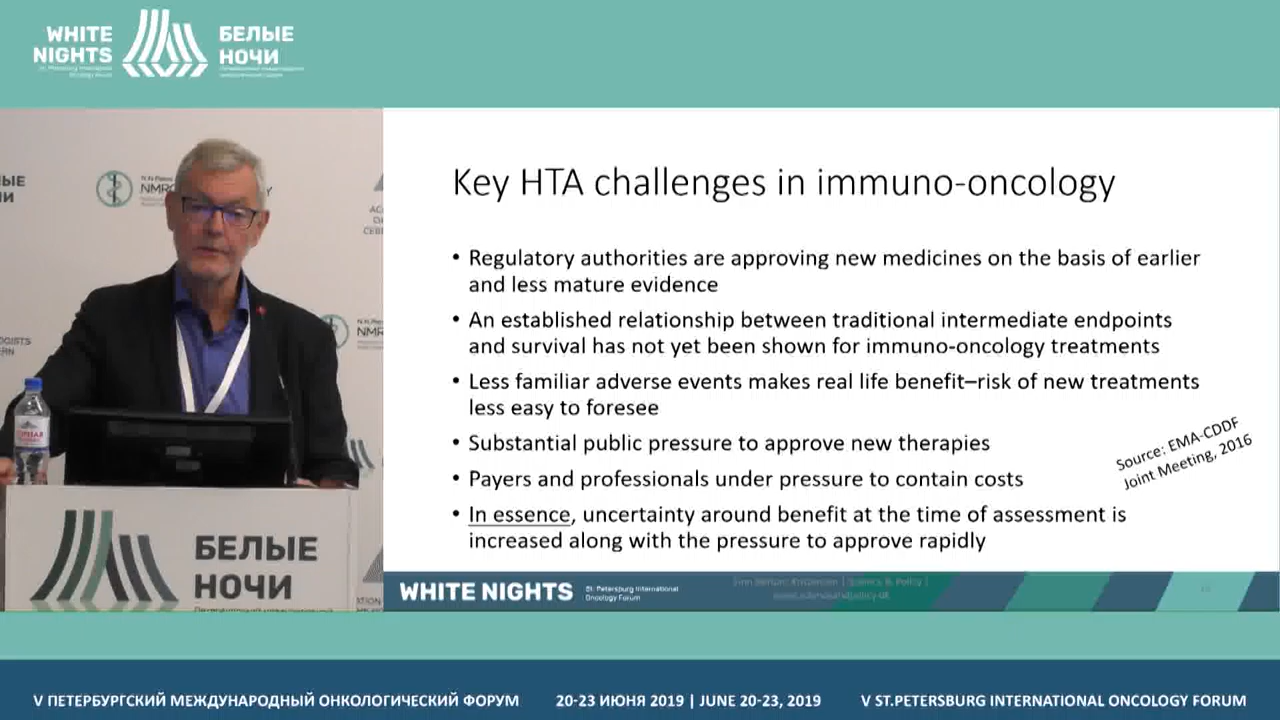 WHITE
NIGHTS
БЕЛЫЕ
НОЧИ
Key HTA challenges in immuno-oncology
• Regulatory authorities are approving new medicines on the basis of earlier
and less mature evidence
• An established relationship between traditional intermediate endpoints
and survival has not yet been shown for immuno-oncology treatments
• Less familiar adverse events makes real life benefit–risk of new treatments
less easy to foresee
• Substantial public pressure to approve new therapies
• Payers and professionals under pressure to contain costs
• In essence, uncertainty around benefit at the time of assessment is
increased along with the pressure to approve rapidly
Source: EMA-CDDF
Joint Meeting, 2016
БЕЛЫЕ
НОЧИ
WHITE NIGHTS
St. Petersburg International
Oncology Forum
V ПЕТЕРБУРГСКИЙ МЕЖДУНАРОДНЫЙ ОНКОЛОГИЧЕСКИЙ ФОРУМ
20-23 ИЮНЯ 2019 | JUNE 20-23, 2019
V ST.PETERSBURG INTERNATIONAL ONCOLOGY FORUM